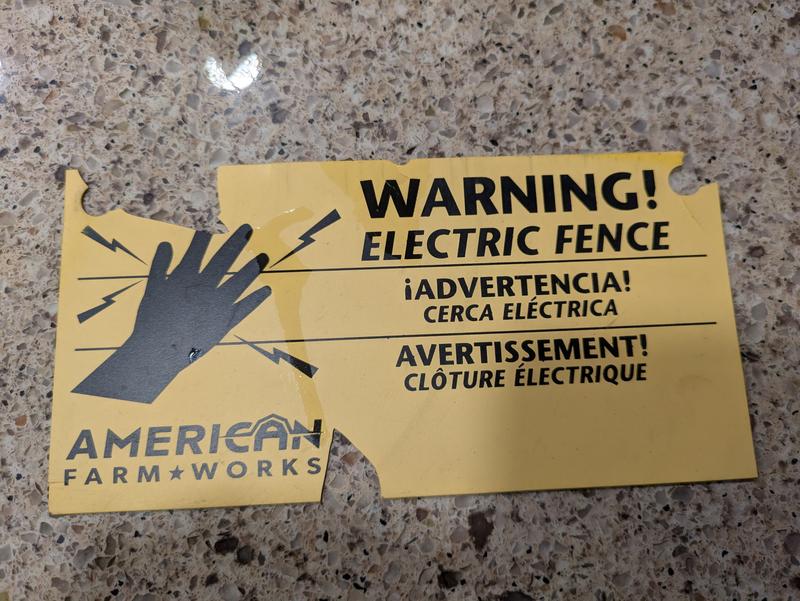 WARNING!
ELECTRIC FENCE
¡ADVERTENCIA!
CERCA ELÉCTRICA
AVERTISSEMENT!
CLÔTURE ÉLECTRIQUE
AMERICAN
FARM★WORKS